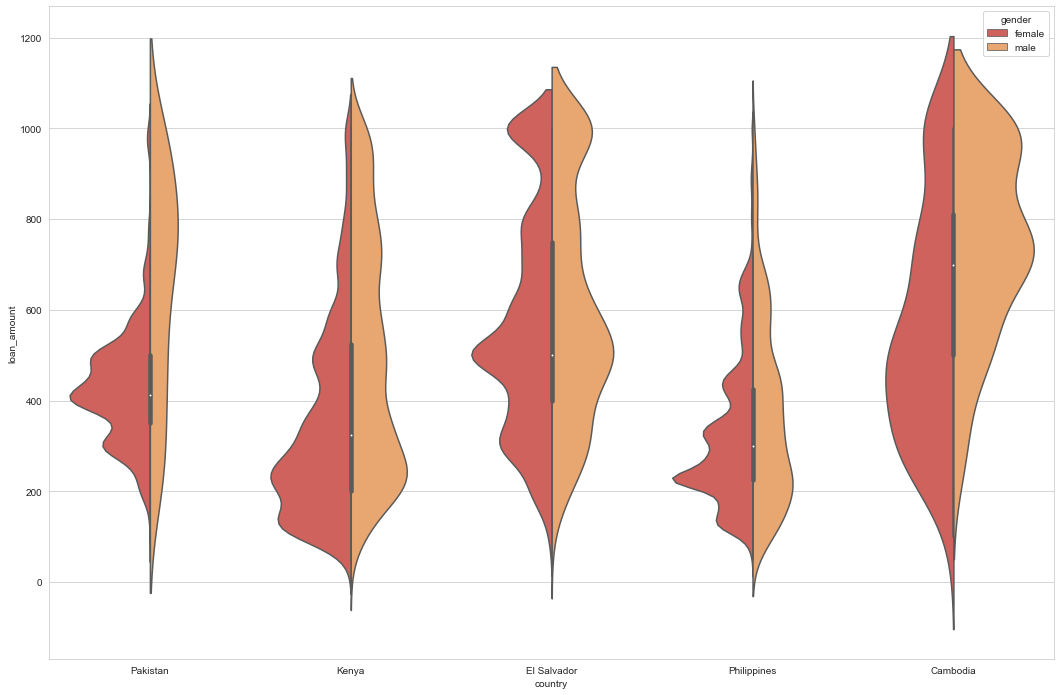 gender
female
male
1200
1000
800
600
400
200
0
loan_amount
Pakistan
Kenya
El Salvador
Philippines
Cambodia
country